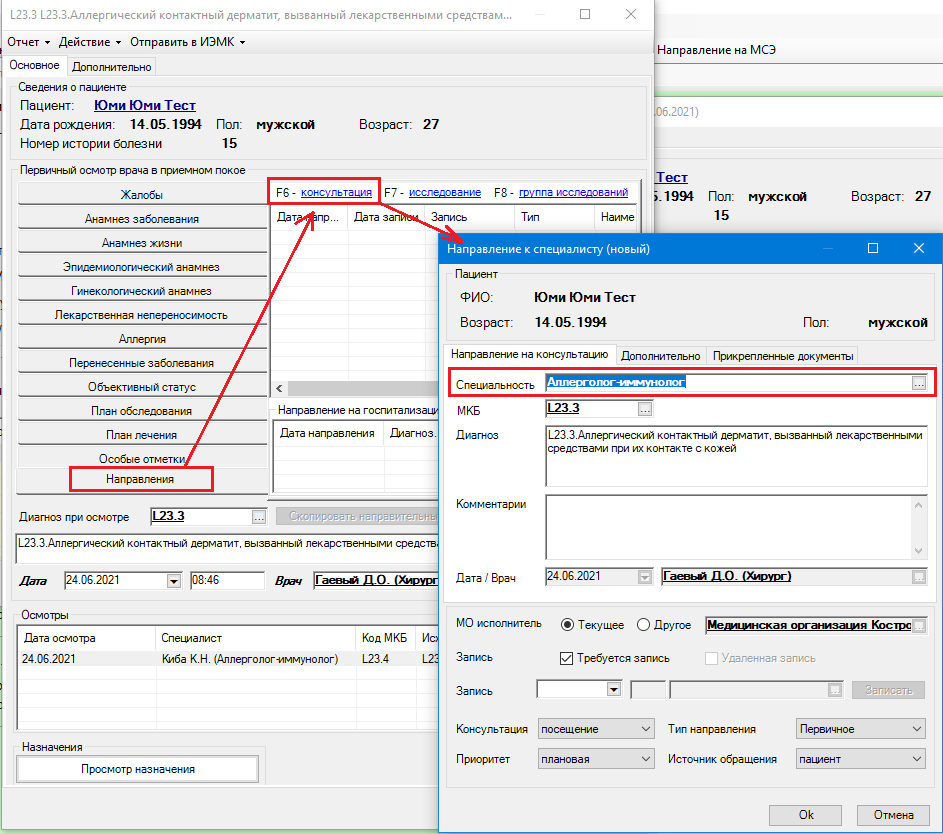 L23.3 L23.3.Аллергический контактный дерматит, вызванный лекарственными средствам...
Отчет Действие Отправить в ИЭМК
Основное Дополнительно
Сведения о пациенте
Пациент: Юми Юми Тест
Дата рождения: 14.05.1994 Пол: мужской Возраст: 27
Номер истории болезни 15
Первичный осмотр врача в приемном покое
Жалобы
Анамнез заболевания
Анамнез жизни
Эпидемиологический анамнез
Гинекологический анамнез
Лекарственная непереносимость
Аллергия
Перенесенные заболевания
Объективный статус
План обследования
План лечения
Особые отметки
Направления
F6 - консультация F7 - исследование F8 - группа исследований
Дата напр... Дата записи Запись Тип Наиме
Направление на госпитализаци
Дата направления Диагноз.
Диагноз при осмотре L23.3 ... Скопировать направительны
L23.3.Аллергический контактный дерматит, вызванный лекарственными средства
Дата 24.06.2021 08:46 Врач Гаевый Д.О. (Хирург
Осмотры
Дата осмотра Специалист Код МКБ Исх
24.06.2021 Киба К.Н. (Аллерголог-иммунолог) L23.4 L23
Назначения
Просмотр назначения
Направление на МСЭ
.06.2021)
Тест
5.1994 Пол: мужской Возраст: 27
15
Направление к специалисту (новый)
Пациент
ФИО: Юми Юми Тест
Возраст: 14.05.1994 Пол: мужской
Направление на консультацию Дополнительно Прикрепленные документы
Специальность Аллерголог-иммунолог ...
МКБ L23.3 ...
Диагноз L23.3.Аллергический контактный дерматит, вызванный лекарственными
средствами при их контакте с кожей
Комментарии
Дата / Врач 24.06.2021 Гаевый Д.О. (Хирург) ...
МО исполнитель Текущее Другое Медицинская организация Костро ...
Запись Требуется запись Удаленная запись
Запись ... Записать
Консультация посещение Тип направления Первичное
Приоритет плановая Источник обращения пациент
Ok Отмена